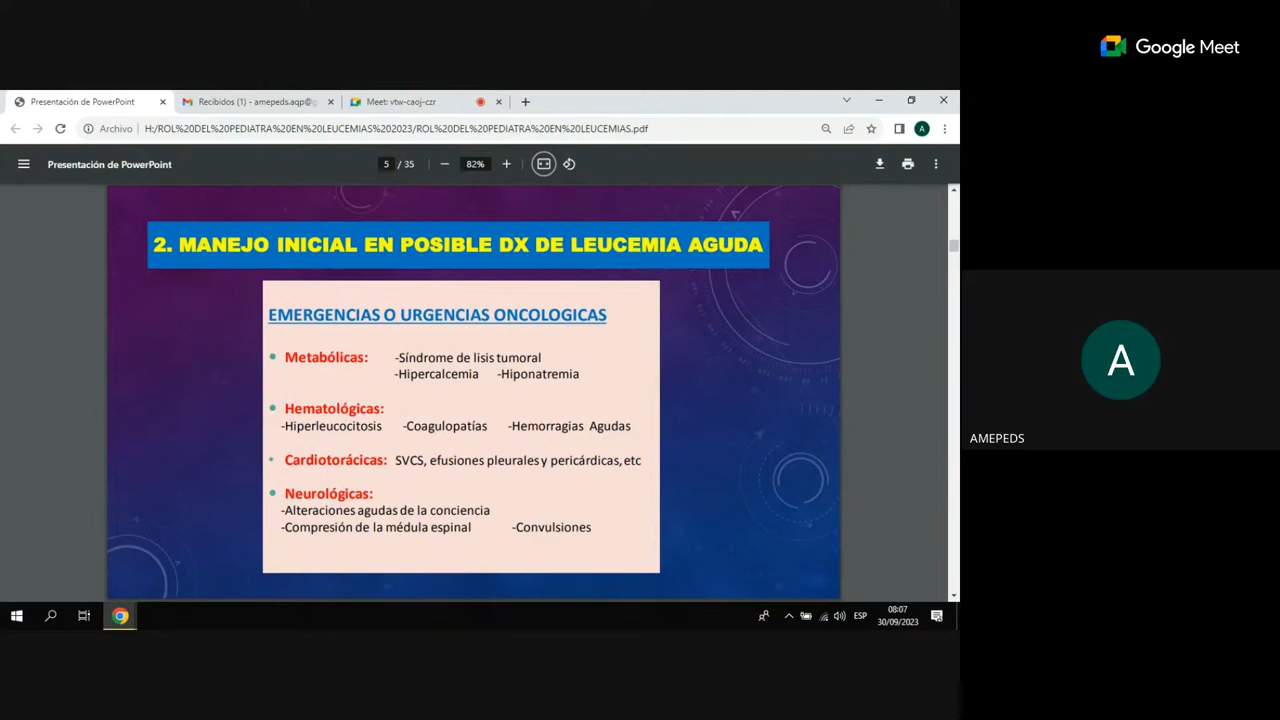 Google Meet
Presentación de PowerPoint
Recibidos (1) - amepeds.aqp@g
Meet: vtw-caoj-czr
Archivo
H:/ROL%20DEL%20PEDIATRA%20EN%20LEUCEMIAS%202023/ROL%20DEL%20PEDIATRA%20EN%20LEUCEMIAS.pdf
A
Presentación de PowerPoint
5 / 35
82%
2. MANEJO INICIAL EN POSIBLE DX DE LEUCEMIA AGUDA
EMERGENCIAS O URGENCIAS ONCOLOGICAS
• Metabólicas: -Síndrome de lisis tumoral
-Hipercalcemia -Hiponatremia
• Hematológicas:
-Hiperleucocitosis -Coagulopatías -Hemorragias Agudas
• Cardiotorácicas: SVCS, efusiones pleurales y pericárdicas, etc
• Neurológicas:
-Alteraciones agudas de la conciencia
-Compresión de la médula espinal -Convulsiones
ESP
08:07
30/09/2023
A
AMEPEDS